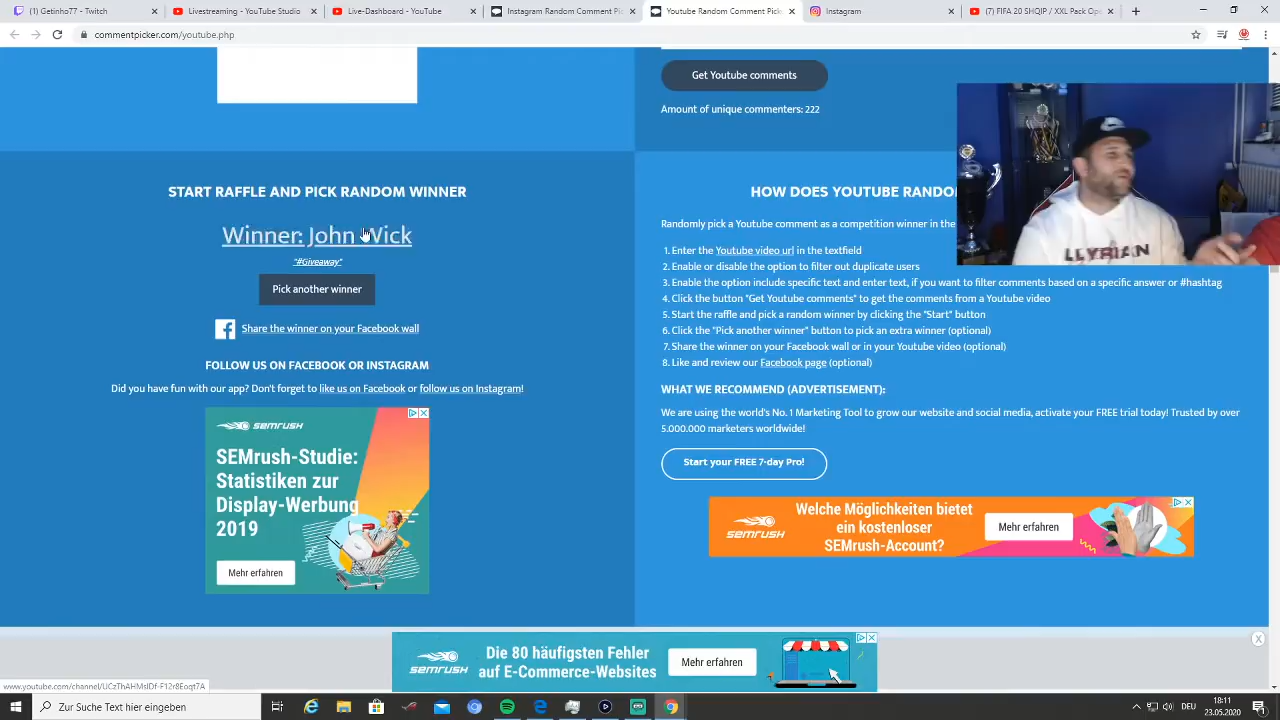 (1) Getinho77 - Twitch
Livestreaming - YouTube Studio
Live-Dashboard - YouTube
Instagram Random Comment Pic
Youtube Random Comment Picker
Instagram
(7) FIFA 20 SHOP / XXL Pack Op
commentpicker.com/youtube.php
Get Youtube comments
Amount of unique commenters: 222
START RAFFLE AND PICK RANDOM WINNER
Winner: John Wick
"#Giveaway"
Pick another winner
Share the winner on your Facebook wall
FOLLOW US ON FACEBOOK OR INSTAGRAM
Did you have fun with our app? Don't forget to like us on Facebook or follow us on Instagram!
SEMRUSH
SEMrush-Studie:
Statistiken zur
Display-Werbung
2019
Mehr erfahren
HOW DOES YOUTUBE RANDO
Randomly pick a Youtube comment as a competition winner in the
1. Enter the Youtube video url in the textfield
2. Enable or disable the option to filter out duplicate users
3. Enable the option include specific text and enter text, if you want to filter comments based on a specific answer or #hashtag
4. Click the button "Get Youtube comments" to get the comments from a Youtube video
5. Start the raffle and pick a random winner by clicking the "Start" button
6. Click the "Pick another winner" button to pick an extra winner (optional)
7. Share the winner on your Facebook wall or in your Youtube video (optional)
8. Like and review our Facebook page (optional)
WHAT WE RECOMMEND (ADVERTISEMENT):
We are using the world's No. 1 Marketing Tool to grow our website and social media, activate your FREE trial today! Trusted by over
5.000.000 marketers worldwide!
Start your FREE 7-day Pro!
SEMRUSH
Welche Möglichkeiten bietet
ein kostenloser
SEMrush-Account?
Mehr erfahren
LLYRIAN
SEMRUSH
Die 80 häufigsten Fehler
auf E-Commerce-Websites
Mehr erfahren
X
www.youtube.com/channel/UCzThAHMsIDf-F12r8Eoqt7A
Zur Suche Text hier eingeben
DEU
18:11
23.05.2020